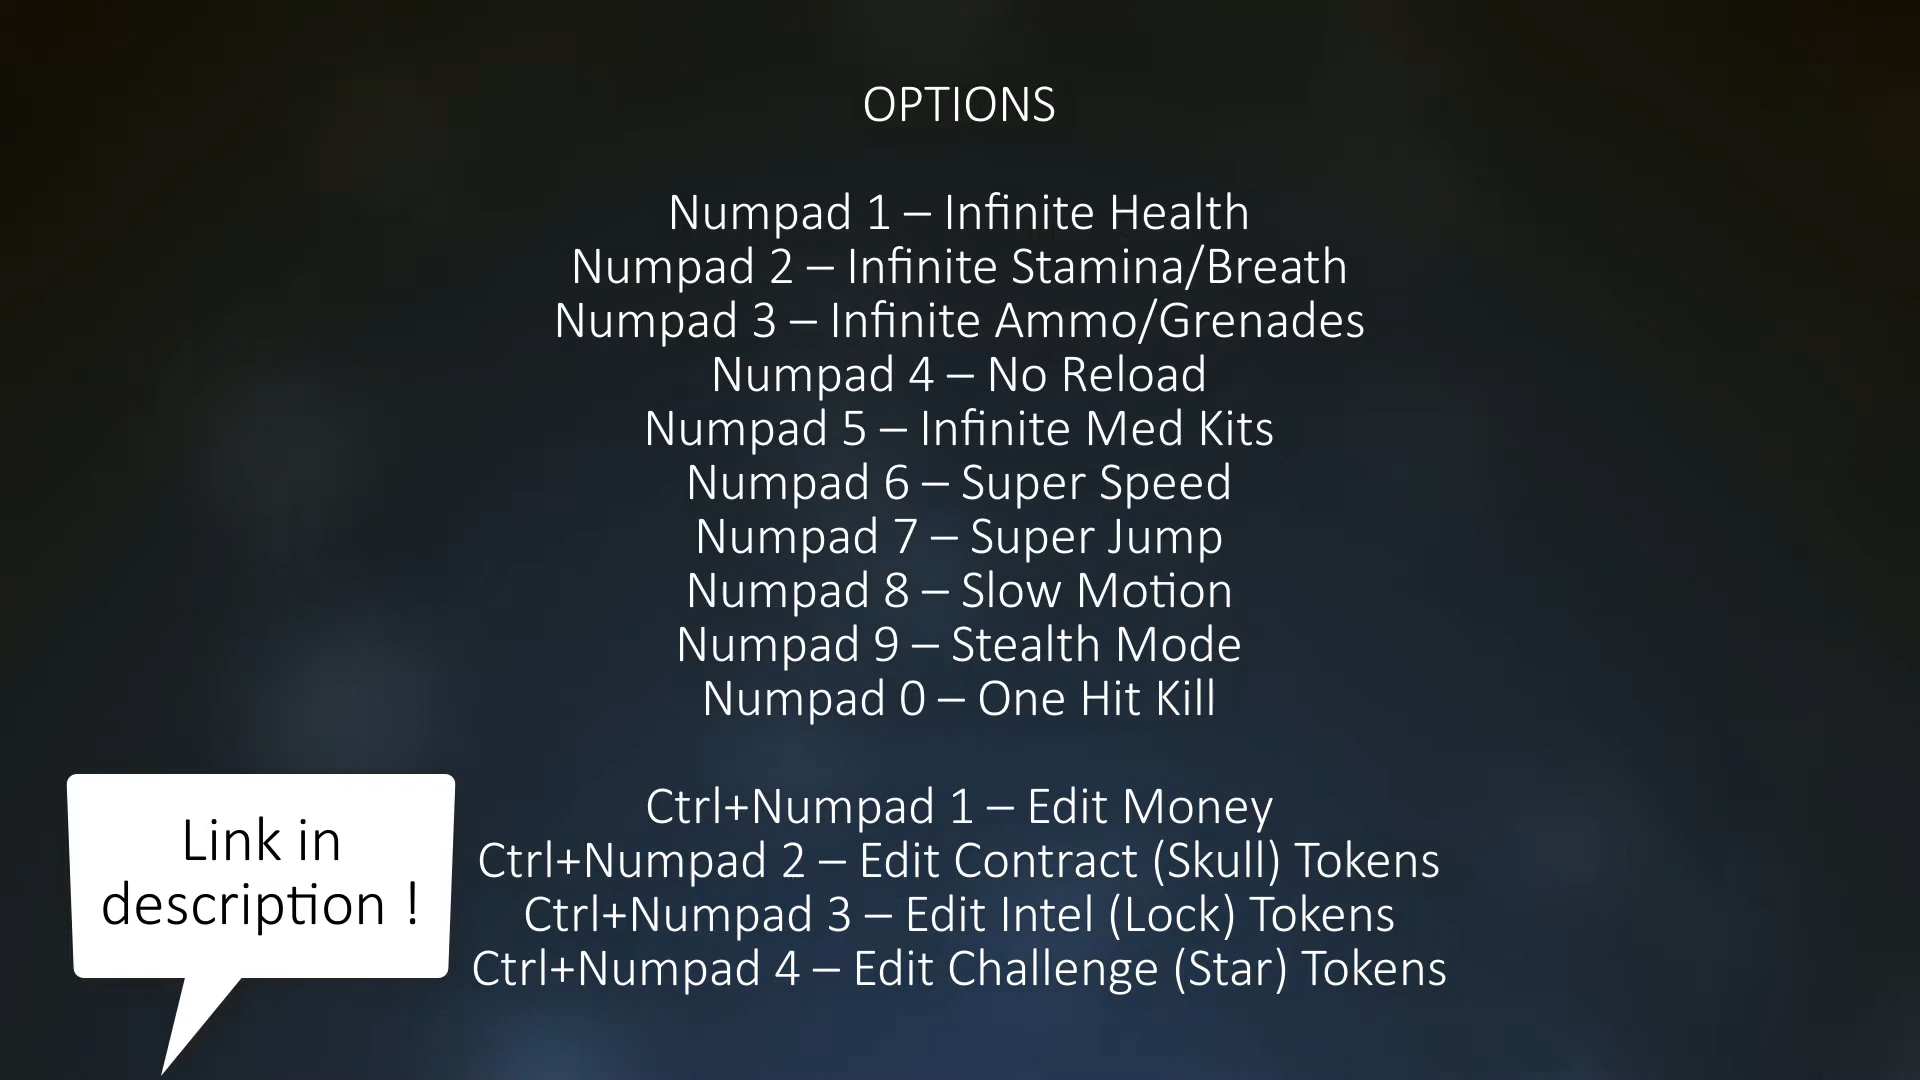 OPTIONS
Numpad 1 – Infinite Health
Numpad 2 – Infinite Stamina/Breath
Numpad 3 – Infinite Ammo/Grenades
Numpad 4 – No Reload
Numpad 5 – Infinite Med Kits
Numpad 6 – Super Speed
Numpad 7 – Super Jump
Numpad 8 – Slow Motion
Numpad 9 – Stealth Mode
Numpad 0 – One Hit Kill
Ctrl+Numpad 1 – Edit Money
Ctrl+Numpad 2 – Edit Contract (Skull) Tokens
Ctrl+Numpad 3 – Edit Intel (Lock) Tokens
Ctrl+Numpad 4 – Edit Challenge (Star) Tokens
Link in
description !